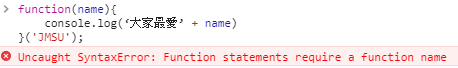 function(name){
    console.log(‘大家最愛’ + name)
}('JMSU');
Uncaught SyntaxError: Function statements require a function name